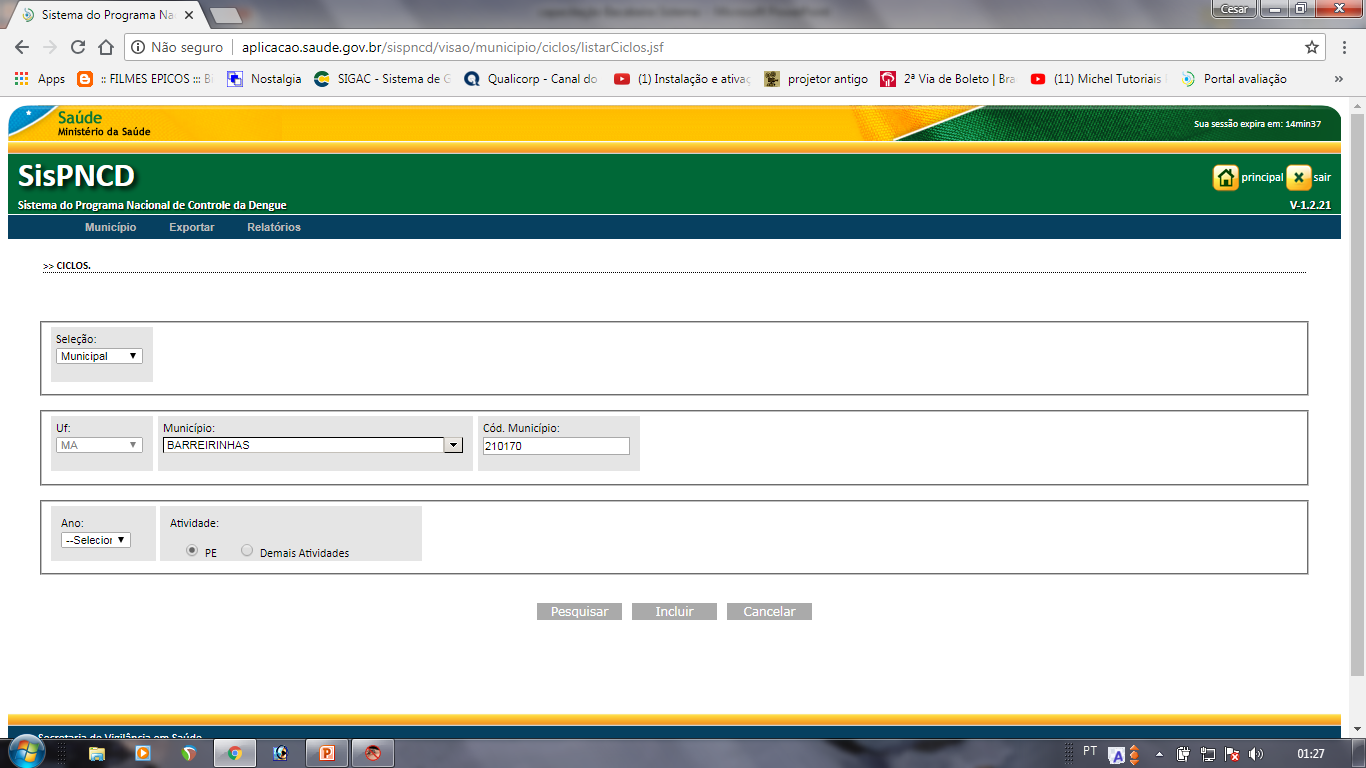 Sistema do Programa Na
Cesar
Não seguro
aplicacao.saude.gov.br/sispncd/visao/municipio/ciclos/listarCiclos.jsf
Apps
:: FILMES EPICOS ::: B
Nostalgia
SIGAC - Sistema de G
Qualicorp - Canal do
(1) Instalação e ativaç
projetor antigo
2ª Via de Boleto | Bra
(11) Michel Tutoriais
Portal avaliação
»
Saúde
Ministério da Saúde
Sua sessão expira em: 14min37
SisPNCD
principal
sair
Sistema do Programa Nacional de Controle da Dengue
V-1.2.21
Município
Exportar
Relatórios
>> CICLOS.
Seleção:
Municipal
Uf:
Município:
Cód. Município:
MA
BARREIRINHAS
210170
Ano:
Atividade:
--Selecior
PE
Demais Atividades
Pesquisar
Incluir
Cancelar
Secretaria de Vigilância em Saúde
PT
01:27